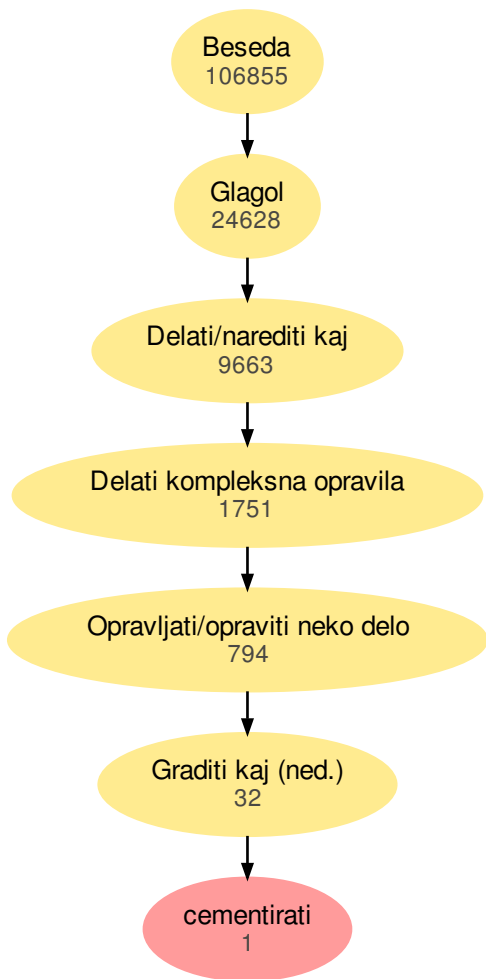 Beseda
106855
Glagol
24628
Delati/narediti kaj
9663
Delati kompleksna opravila
1751
Opravljati/opraviti neko delo
794
Graditi kaj (ned.)
32
cementirati
1